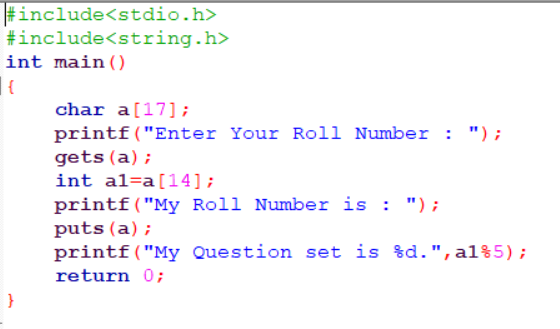 #include<stdio.h>
#include<string.h>
int main()
{
    char a[17];
    printf("Enter Your Roll Number : ");
    gets(a);
    int a1=a[14];
    printf("My Roll Number is : ");
    puts(a);
    printf("My Question set is %d.",a1%5);
    return 0;
}